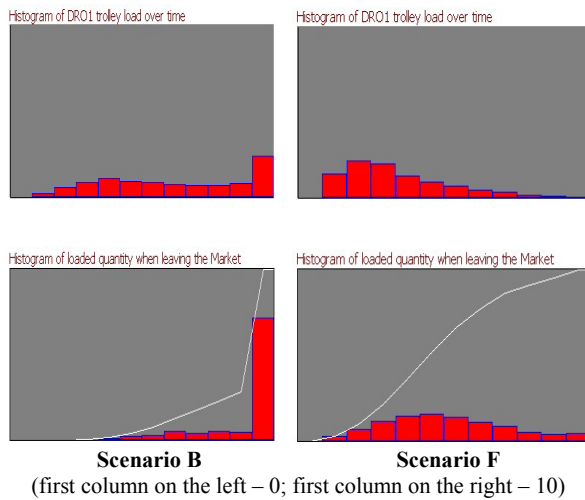 Histogram of DRO1 trolley load over time
Histogram of DRO1 trolley load over time
Histogram of loaded quantity when leaving the Market
Histogram of loaded quantity when leaving the Market
Scenario B
Scenario F
(first column on the left – 0; first column on the right – 10)